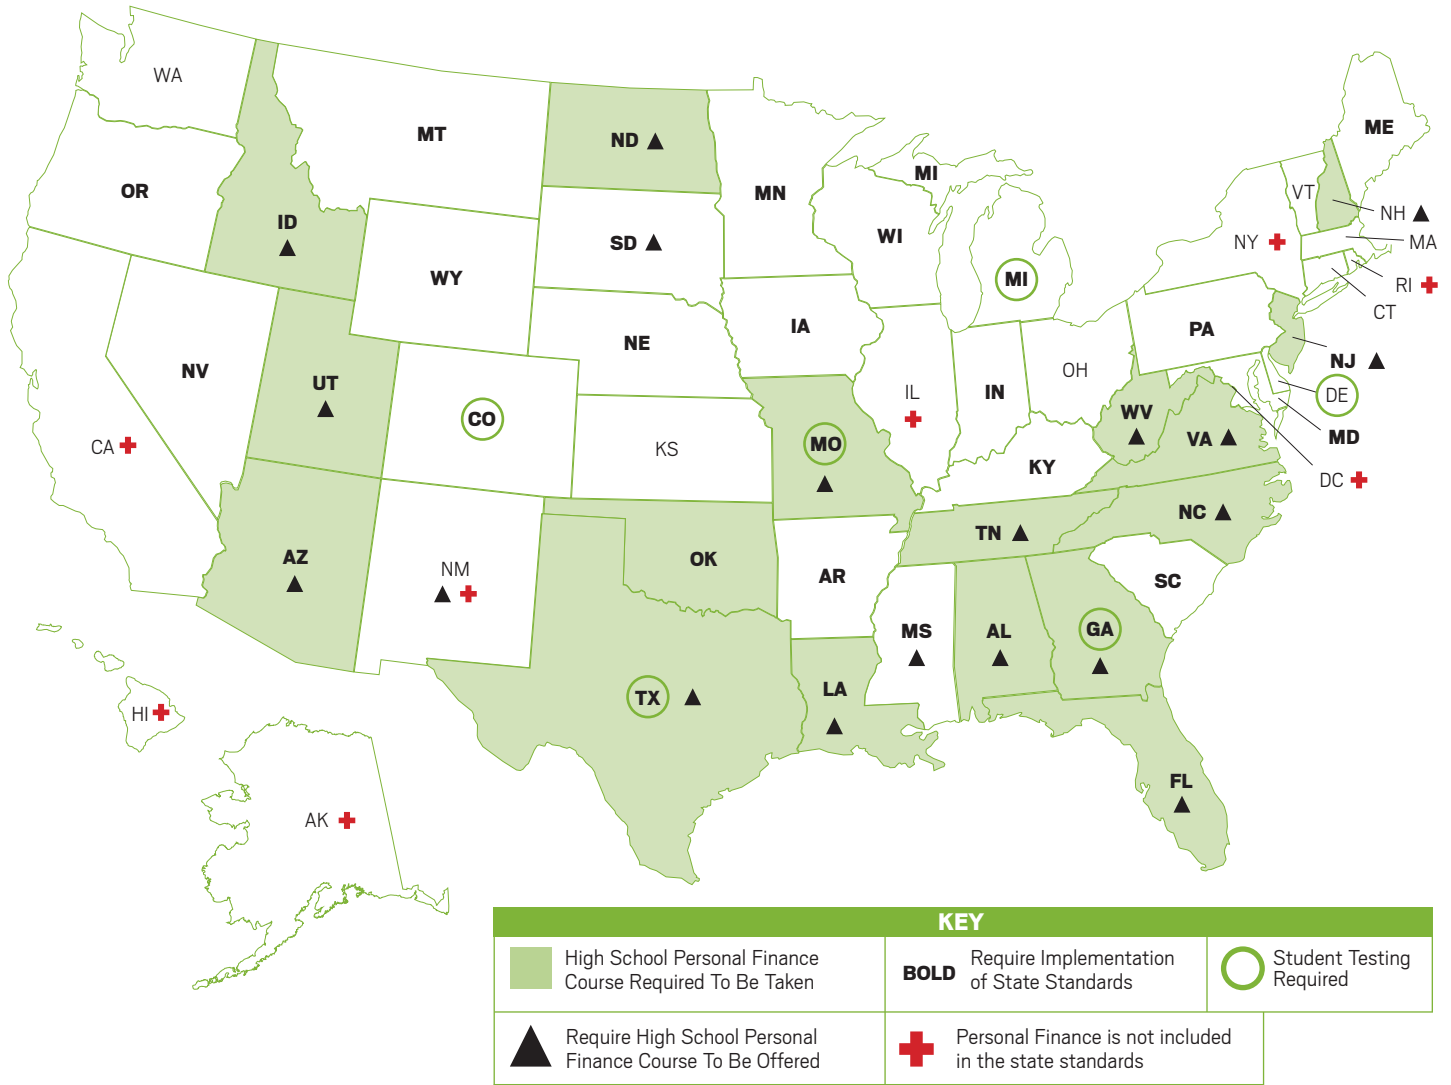 WA
MT
ND
ME
OR
MN
MI
VT
ID
NH
SD
WI
NY
MA
WY
MI
RI
CT
IA
PA
NE
NV
OH
NJ
UT
IL
IN
DE
CO
WV
CA
MO
KS
VA
MD
KY
DC
NC
TN
AZ
OK
NM
AR
SC
MS
AL
GA
LA
TX
HI
FL
AK
KEY
High School Personal Finance
Course Required To Be Taken
BOLD
Require Implementation
of State Standards
Student Testing
Required
Require High School Personal
Finance Course To Be Offered
Personal Finance is not included
in the state standards